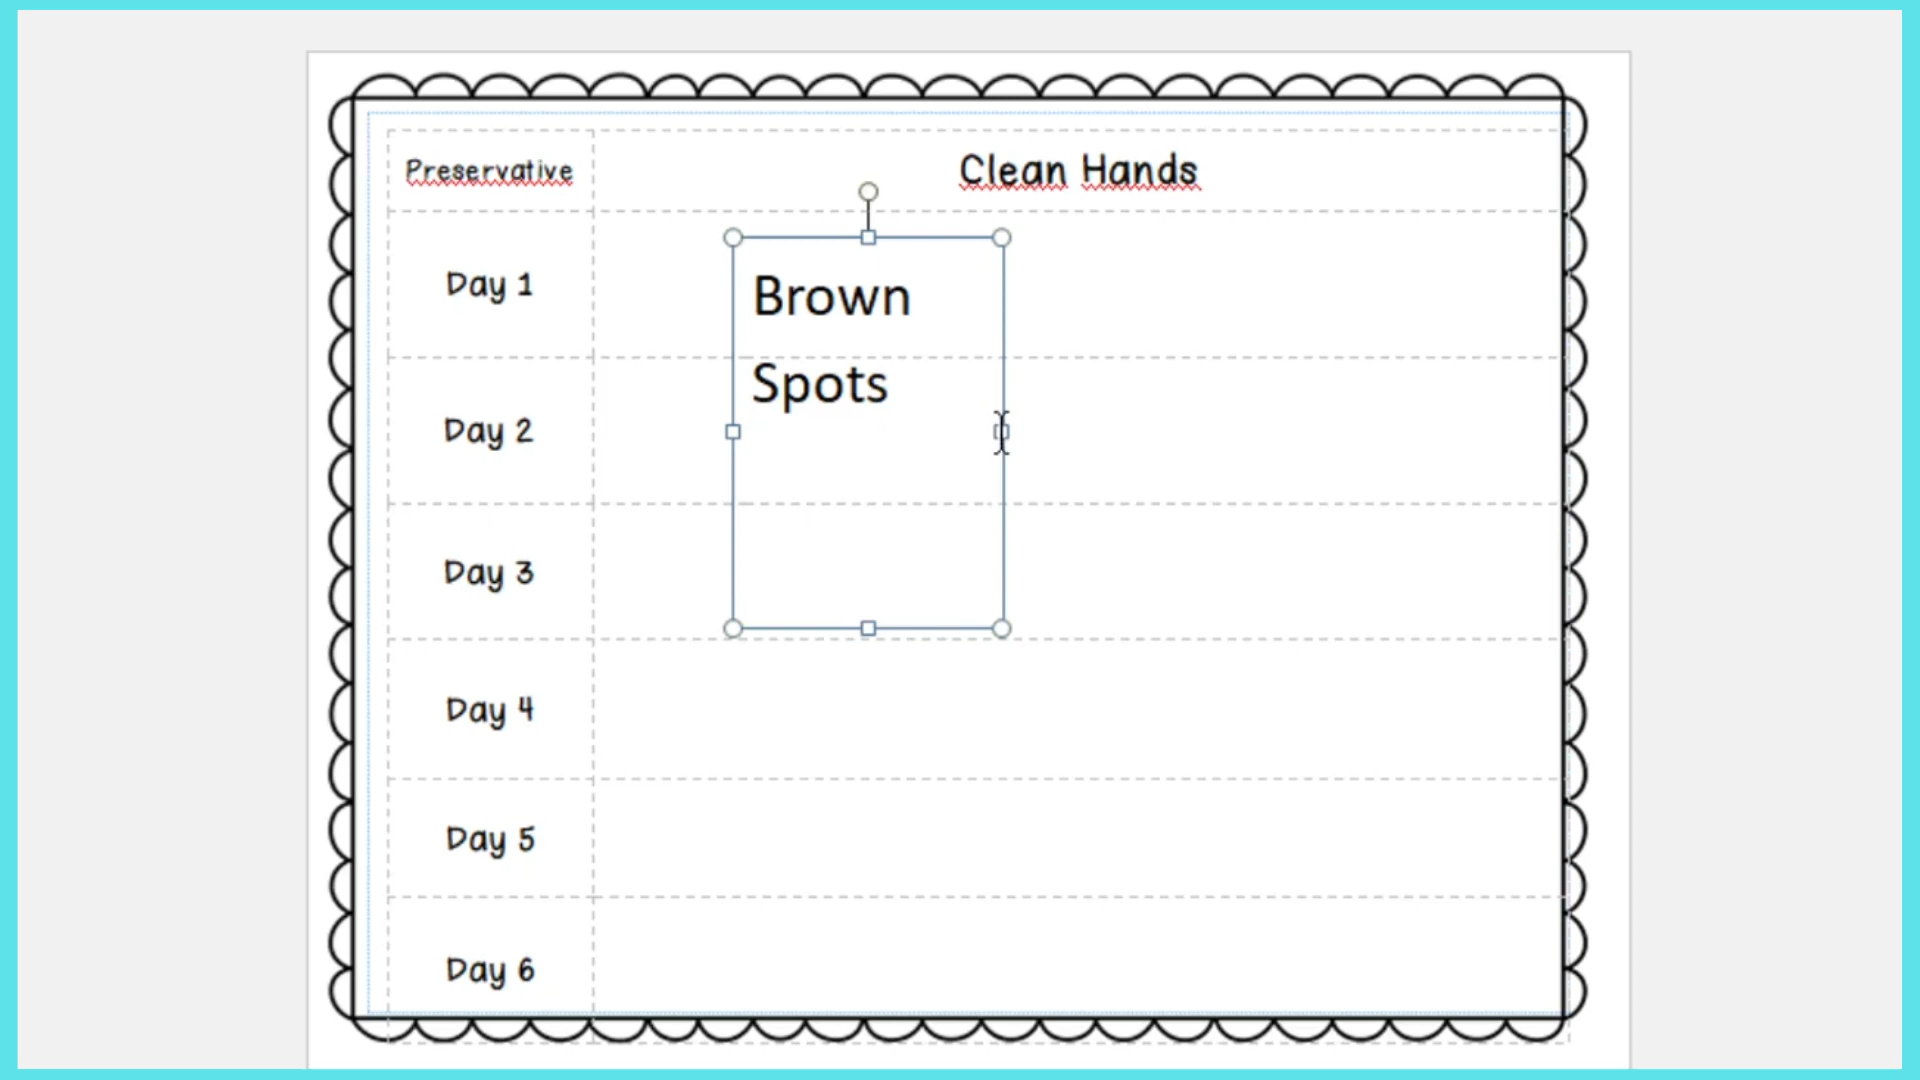 Preservative
Clean Hands
Day 1
Brown
Spots
Day 2
Day 3
Day 4
Day 5
Day 6